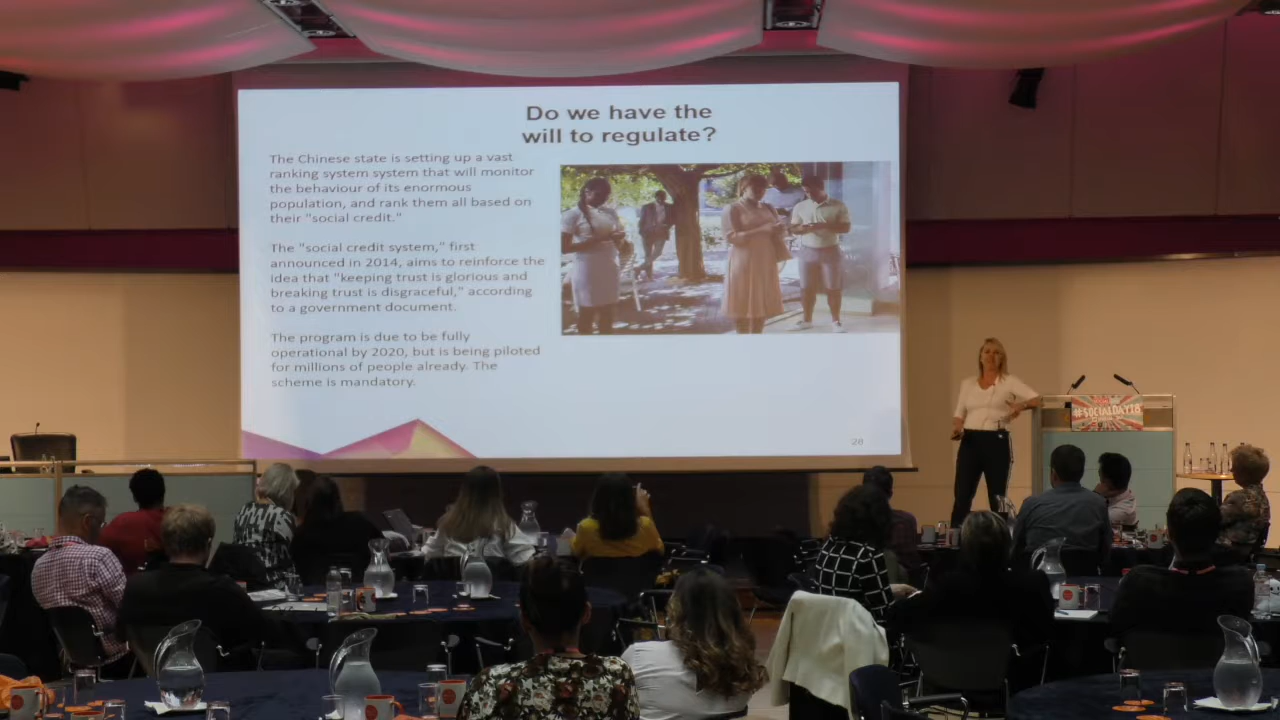 Do we have the
will to regulate?
The Chinese state is setting up a vast
ranking system system that will monitor
the behaviour of its enormous
population, and rank them all based on
their "social credit."
The "social credit system," first
announced in 2014, aims to reinforce the
idea that "keeping trust is glorious and
breaking trust is disgraceful," according
to a government document.
The program is due to be fully
operational by 2020, but is being piloted
for millions of people already. The
scheme is mandatory.
20
#SOCIALDAY18